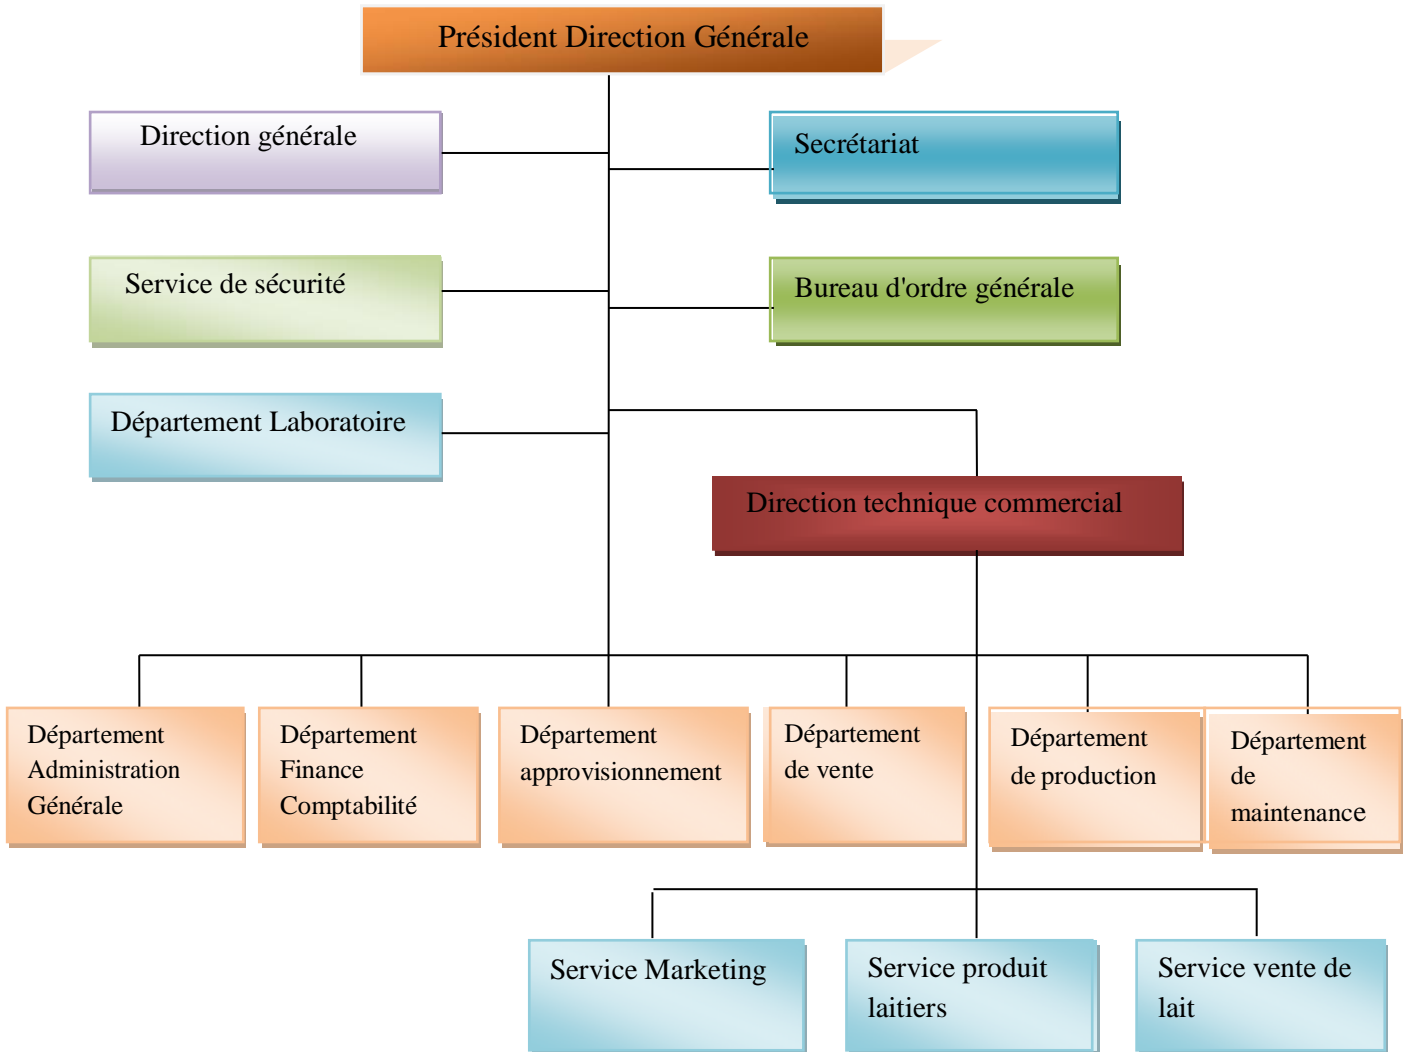 Président Direction Générale
Direction générale
Secrétariat
Service de sécurité
Bureau d'ordre générale
Département Laboratoire
Direction technique commercial
Département
Administration
Générale
Département
Finance
Comptabilité
Département
approvisionnement
Département
de vente
Département
de production
Département
de
maintenance
Service Marketing
Service produit
laitiers
Service vente de
lait